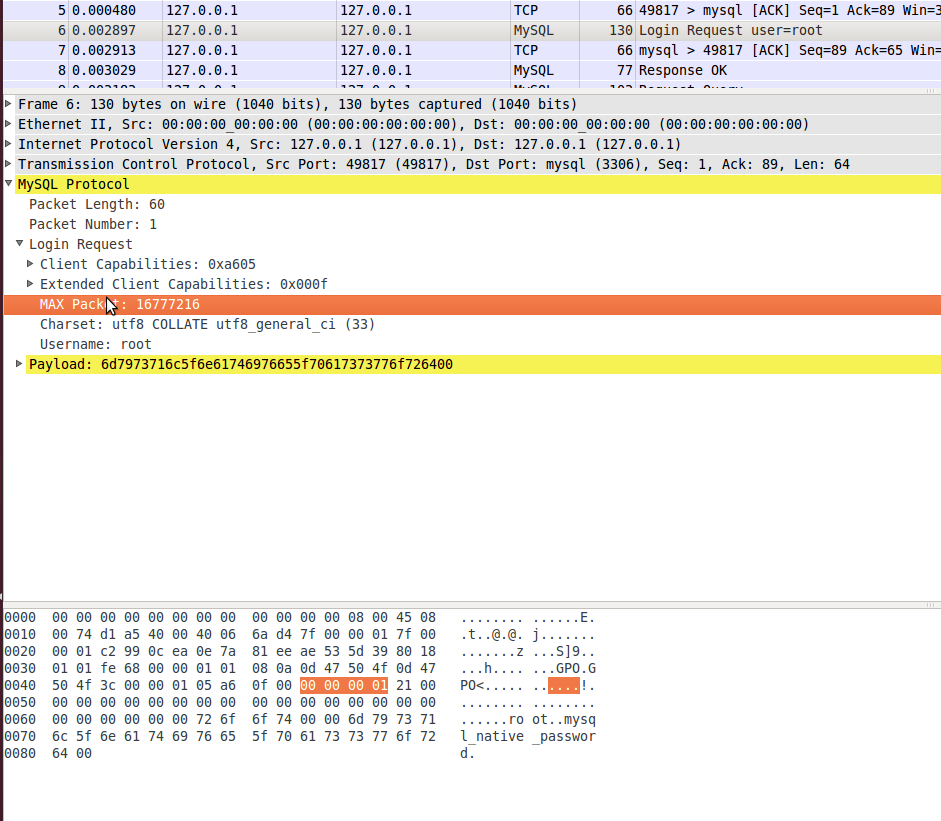 5 0.000480 127.0.0.1 127.0.0.1 TCP 66 49817 > mysql [ACK] Seq=1 Ack=89 Win=3
6 0.002897 127.0.0.1 127.0.0.1 MySQL 130 Login Request user=root
7 0.002913 127.0.0.1 127.0.0.1 TCP 66 mysql > 49817 [ACK] Seq=89 Ack=65 Win=
8 0.003029 127.0.0.1 127.0.0.1 MySQL 77 Response OK
Frame 6: 130 bytes on wire (1040 bits), 130 bytes captured (1040 bits)
Ethernet II, Src: 00:00:00_00:00:00 (00:00:00:00:00:00), Dst: 00:00:00_00:00:00 (00:00:00:00:00:00)
Internet Protocol Version 4, Src: 127.0.0.1 (127.0.0.1), Dst: 127.0.0.1 (127.0.0.1)
Transmission Control Protocol, Src Port: 49817 (49817), Dst Port: mysql (3306), Seq: 1, Ack: 89, Len: 64
MySQL Protocol
Packet Length: 60
Packet Number: 1
Login Request
Client Capabilities: 0xa605
Extended Client Capabilities: 0x000f
MAX Packet: 16777216
Charset: utf8 COLLATE utf8_general_ci (33)
Username: root
Payload: 6d7973716c5f6e61746976655f70617373776f726400
0000 00 00 00 00 00 00 00 00 00 00 00 00 08 00 45 08 ........ ......E.
0010 00 74 d1 a5 40 00 40 06 6a d4 7f 00 00 01 7f 00 .t..@.@. j.......
0020 00 01 c2 99 0c ea 0e 7a 81 ee ae 53 5d 39 80 18 .......z ...S]9..
0030 01 01 fe 68 00 00 01 01 08 0a 0d 47 50 4f 0d 47 ...h.... ...GPO.G
0040 50 4f 3c 00 00 01 05 a6 0f 00 00 00 00 01 21 00 PO<..... ......!.
0050 00 00 00 00 00 00 00 00 00 00 00 00 00 00 00 00 ........ ........
0060 00 00 00 00 00 00 72 6f 6f 74 00 00 6d 79 73 71 ......ro ot..mysq
0070 6c 5f 6e 61 74 69 76 65 5f 70 61 73 73 77 6f 72 l_native _passwor
0080 64 00 d.